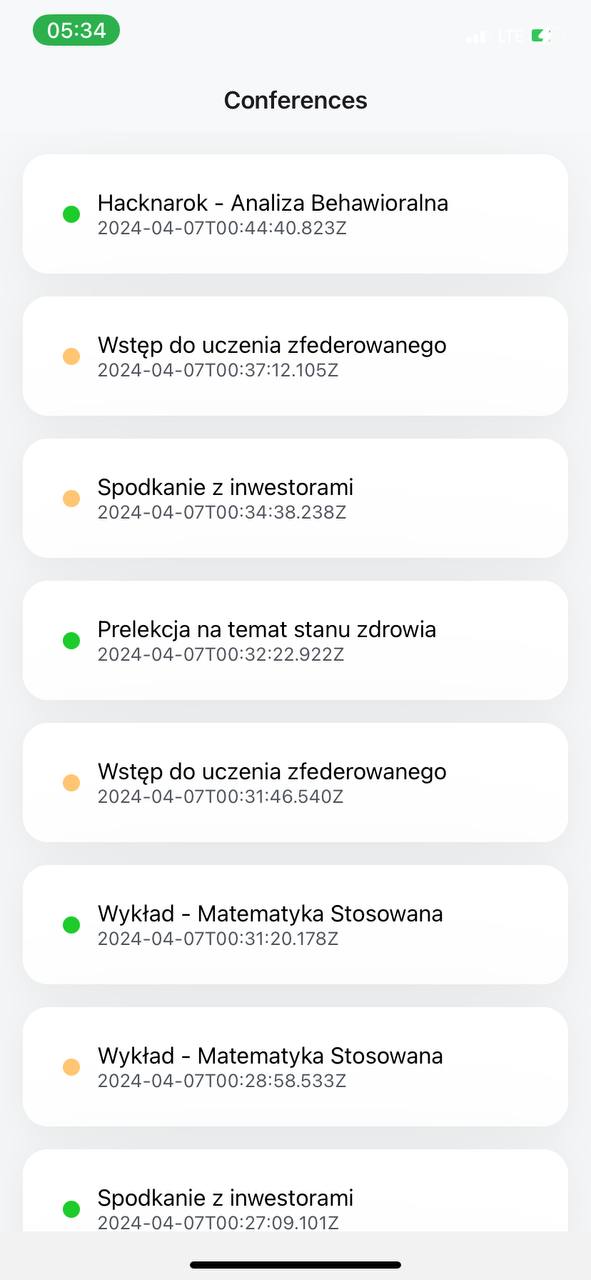 05:34
LTE
Conferences
Hacknarok - Analiza Behawioralna
2024-04-07T00:44:40.823Z
Wstęp do uczenia zfederowanego
2024-04-07T00:37:12.105Z
Spodkanie z inwestorami
2024-04-07T00:34:38.238Z
Prelekcja na temat stanu zdrowia
2024-04-07T00:32:22.922Z
Wstęp do uczenia zfederowanego
2024-04-07T00:31:46.540Z
Wykład - Matematyka Stosowana
2024-04-07T00:31:20.178Z
Wykład - Matematyka Stosowana
2024-04-07T00:28:58.533Z
Spodkanie z inwestorami
2024-04-07T00:27:09.101Z